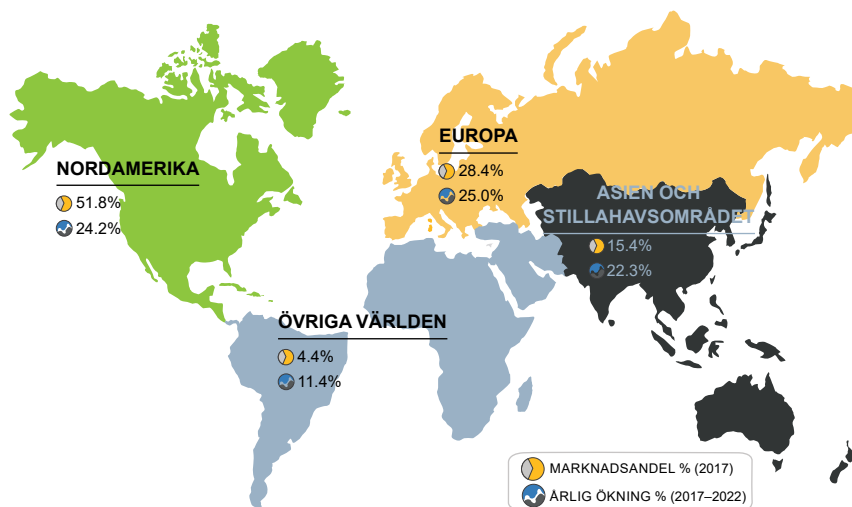 NORDAMERIKA
51.8%
24.2%
EUROPA
28.4%
25.0%
ASIEN OCH
STILLAHAVSOMRÅDET
15.4%
22.3%
ÖVRIGA VÄRLDEN
4.4%
11.4%
MARKNADSANDEL % (2017)
ÅRLIG ÖKNING % (2017–2022)